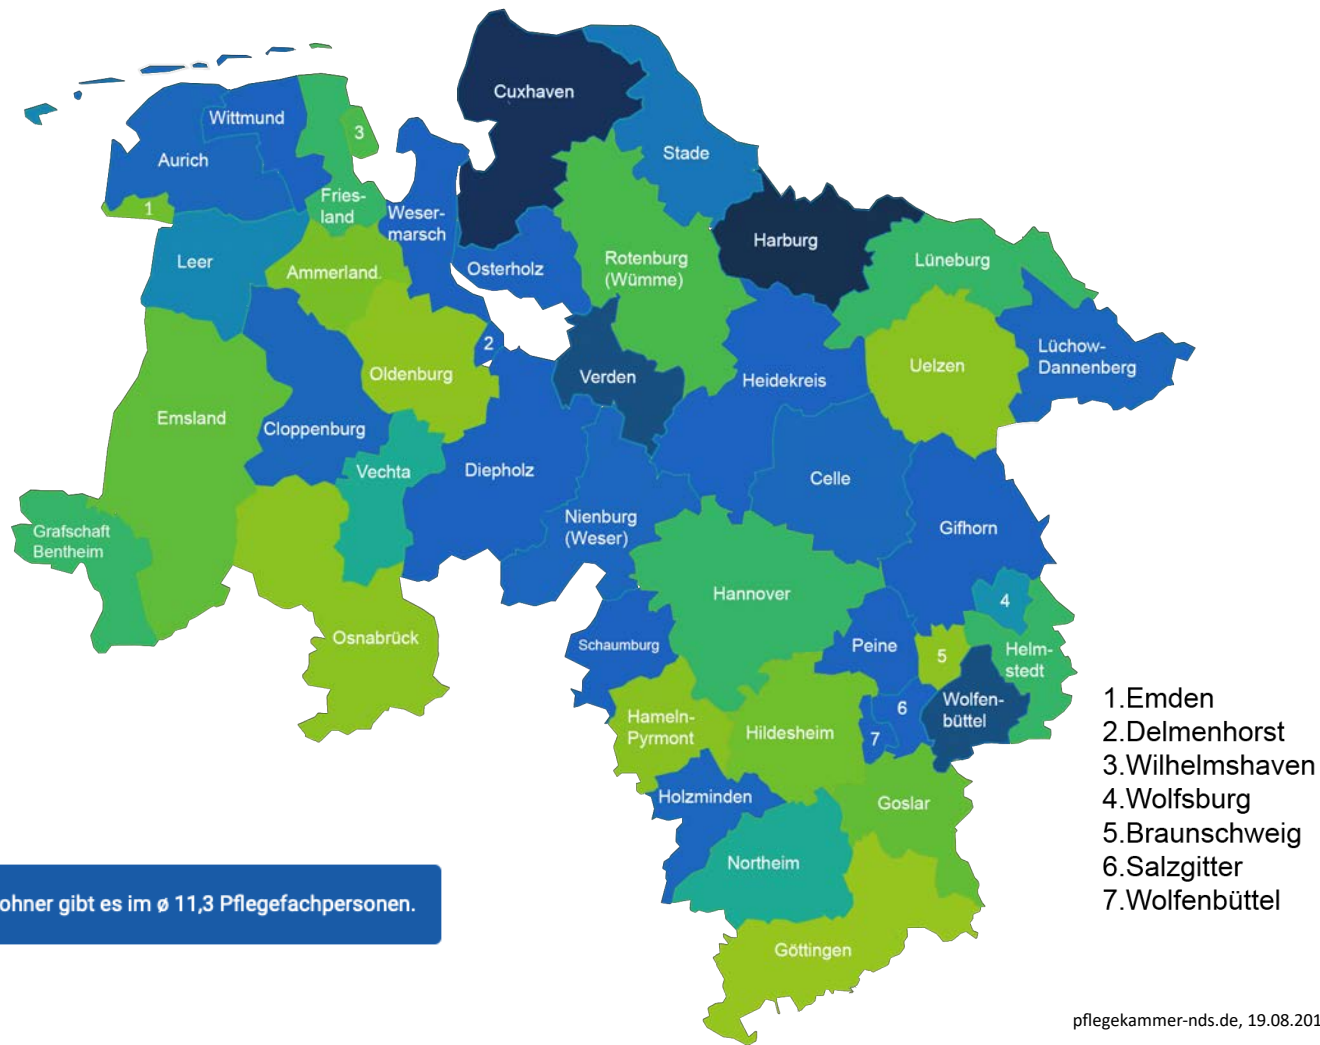 Cuxhaven
Wittmund
3
Stade
Aurich
Fries-
land
1
Weser-
marsch
Harburg
Leer
Ammerland.
Osterholz
Rotenburg
(Wümme)
Lüneburg
2
Oldenburg
Verden
Heidekreis
Uelzen
Lüchow-
Dannenberg
Emsland
Cloppenburg
Vechta
Diepholz
Celle
Nienburg
(Weser)
Gifhorn
Grafschaft
Bentheim
Hannover
4
Osnabrück
Schaumburg
Peine
5
Helm-
stedt
Hameln-
Pyrmont
Hildesheim
6
7
Wolfen-
büttel
Holzminden
Goslar
Northeim
Göttingen
1.Emden
2.Delmenhorst
3.Wilhelmshaven
4.Wolfsburg
5.Braunschweig
6.Salzgitter
7.Wolfenbüttel
ohner gibt es im ø 11,3 Pflegefachpersonen.
pflegekammer-nds.de, 19.08.201